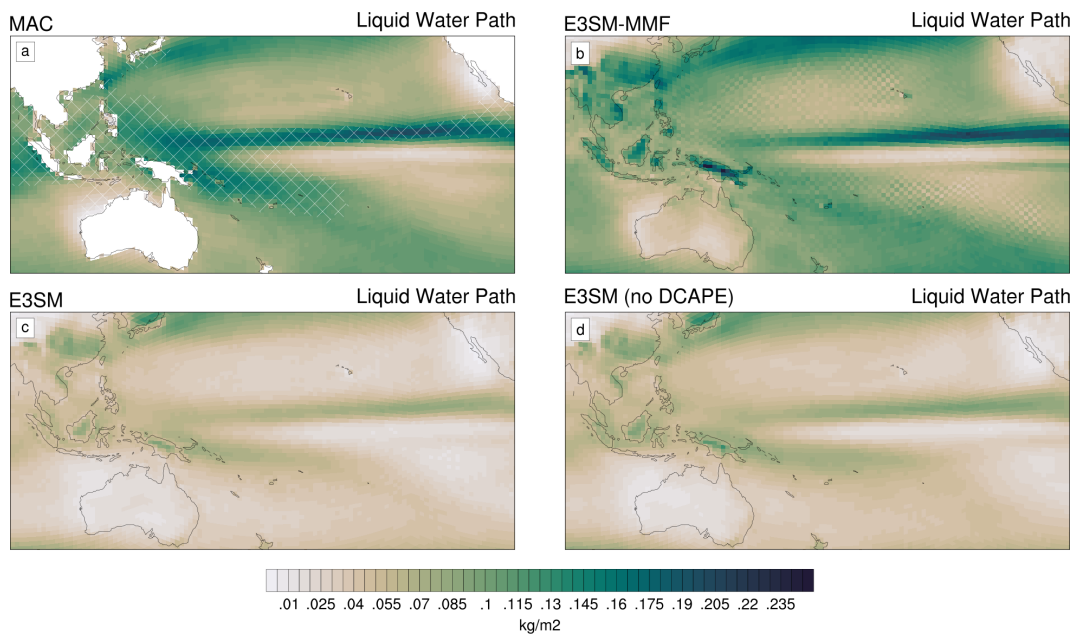 MAC Liquid Water Path
a
E3SM-MMF Liquid Water Path
b
E3SM Liquid Water Path
c
E3SM (no DCAPE) Liquid Water Path
d
.01 .025 .04 .055 .07 .085 .1 .115 .13 .145 .16 .175 .19 .205 .22 .235
kg/m2